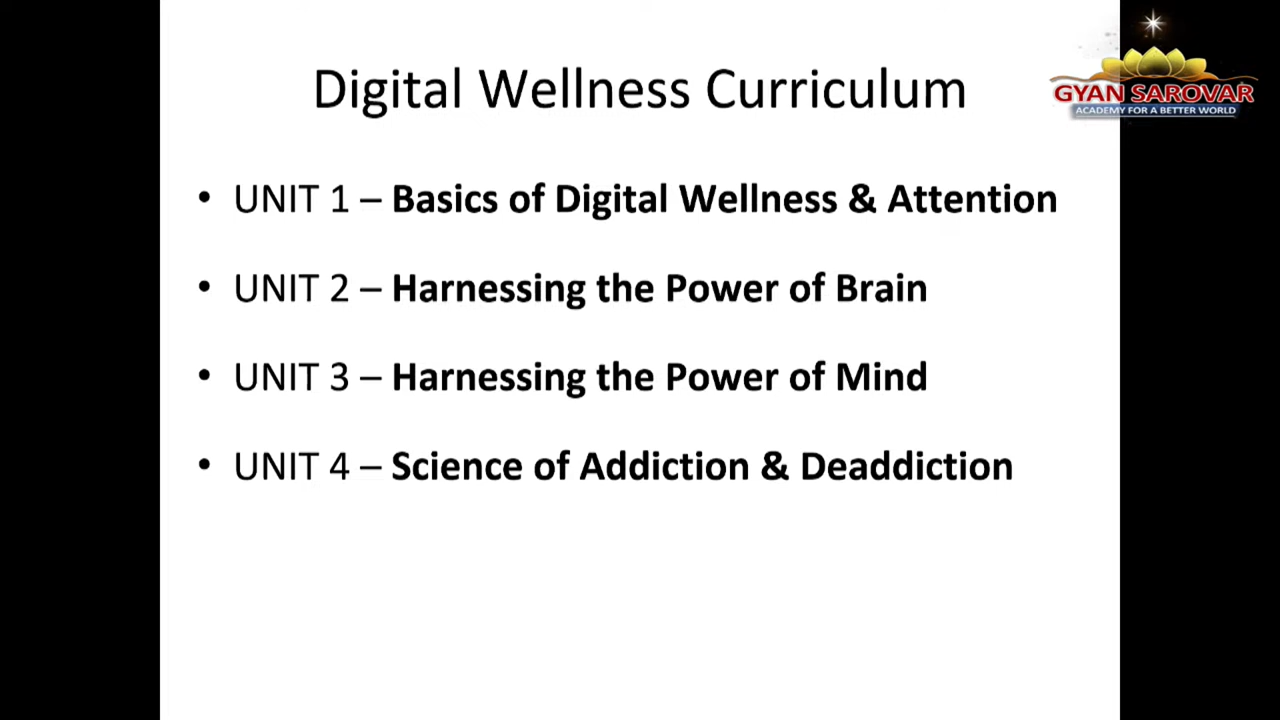 Digital Wellness Curriculum
GYAN SAROVAR
ACADEMY FOR A BETTER WORLD
• UNIT 1 – Basics of Digital Wellness & Attention
• UNIT 2 – Harnessing the Power of Brain
• UNIT 3 – Harnessing the Power of Mind
• UNIT 4 – Science of Addiction & Deaddiction